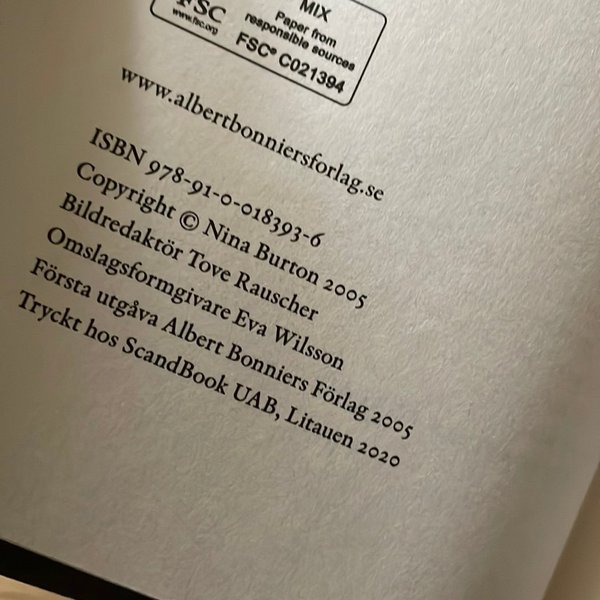 FSC
www.fsc.org
MIX
Paper from
responsible sources
FSC® C021394
www.albertbonniersforlag.se
ISBN 978-91-0-018393-6
Copyright © Nina Burton 2005
Bildredaktör Tove Rauscher
Omslagsformgivare Eva Wilsson
Första utgåva Albert Bonniers Förlag 2005
Tryckt hos ScandBook UAB, Litauen 2020